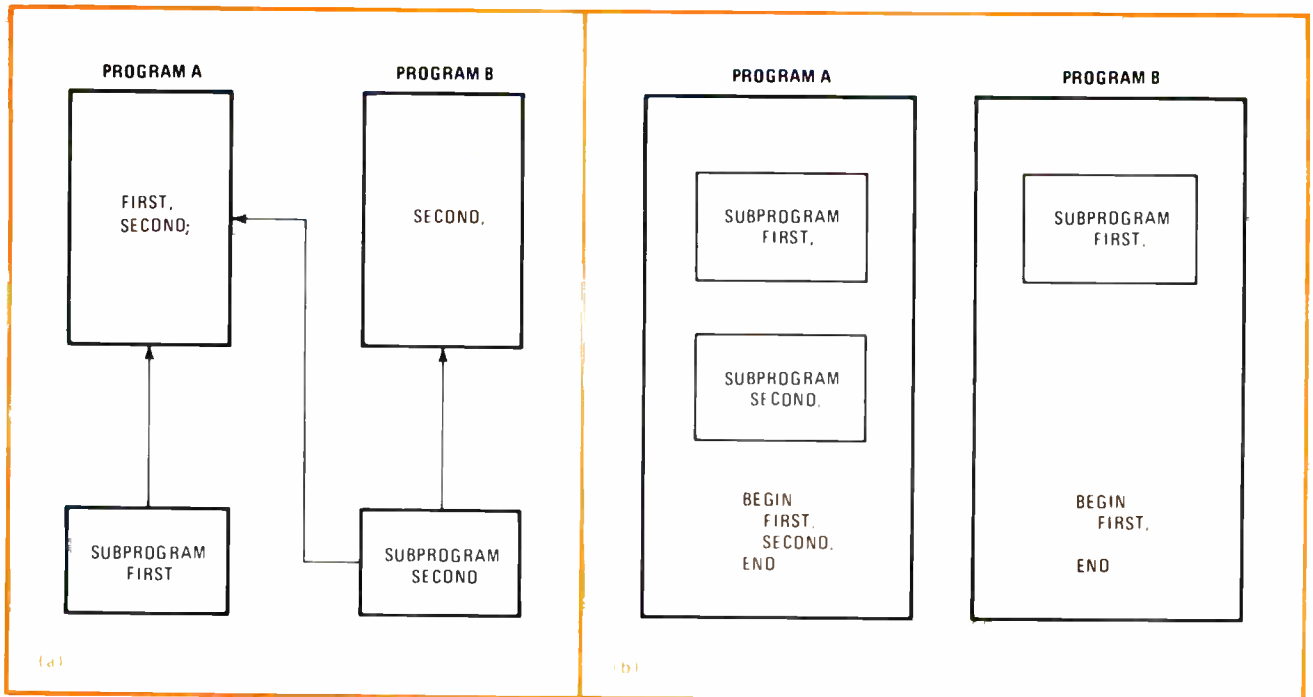 PROGRAM A
FIRST,
SECOND;
PROGRAM B
SECOND,
SUBPROGRAM
FIRST
SUBPROGRAM
SECOND
(a)
PROGRAM A
SUBPROGRAM
FIRST,
SUBPROGRAM
SECOND,
BEGIN
FIRST,
SECOND,
END
PROGRAM B
SUBPROGRAM
FIRST,
BEGIN
FIRST,
END
(b)